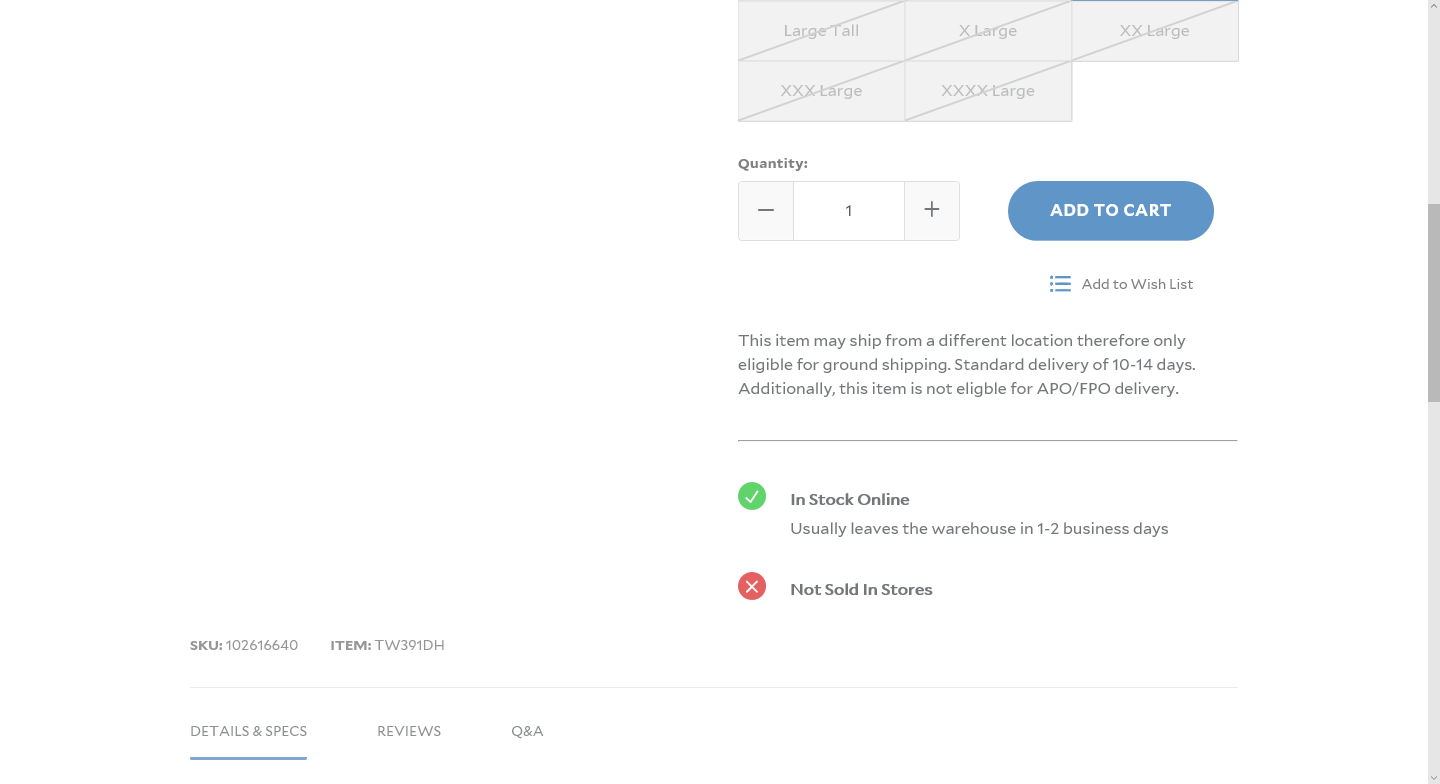 Large Tall X Large XX Large
XXX Large XXXX Large
Quantity:
1 ADD TO CART
Add to Wish List
This item may ship from a different location therefore only
eligible for ground shipping. Standard delivery of 10-14 days.
Additionally, this item is not eligble for APO/FPO delivery.
In Stock Online
Usually leaves the warehouse in 1-2 business days
Not Sold In Stores
SKU: 102616640 ITEM: TW391DH
DETAILS & SPECS REVIEWS Q&A